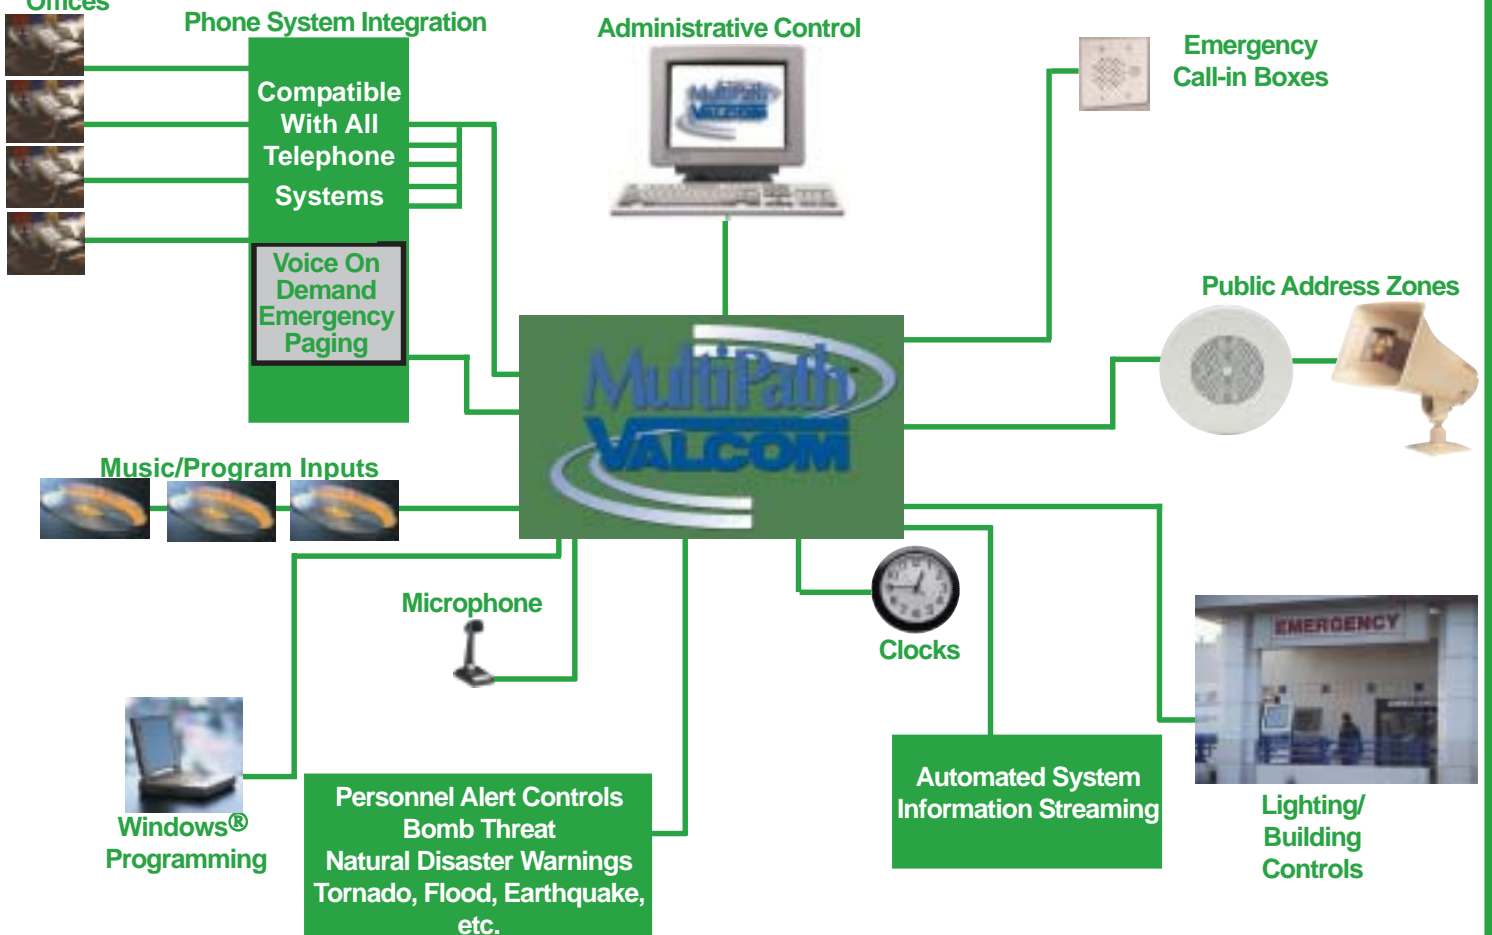 Offices
Phone System Integration
Administrative Control
Emergency
Call-in Boxes
Compatible
With All
Telephone
Systems
MultiPath
VALCOM
Voice On
Demand
Emergency
Paging
Public Address Zones
MultiPath
VALCOM
Music/Program Inputs
Microphone
Clocks
EMERGENCY
Windows®
Programming
Personnel Alert Controls
Bomb Threat
Natural Disaster Warnings
Tornado, Flood, Earthquake,
etc.
Automated System
Information Streaming
Lighting/
Building
Controls